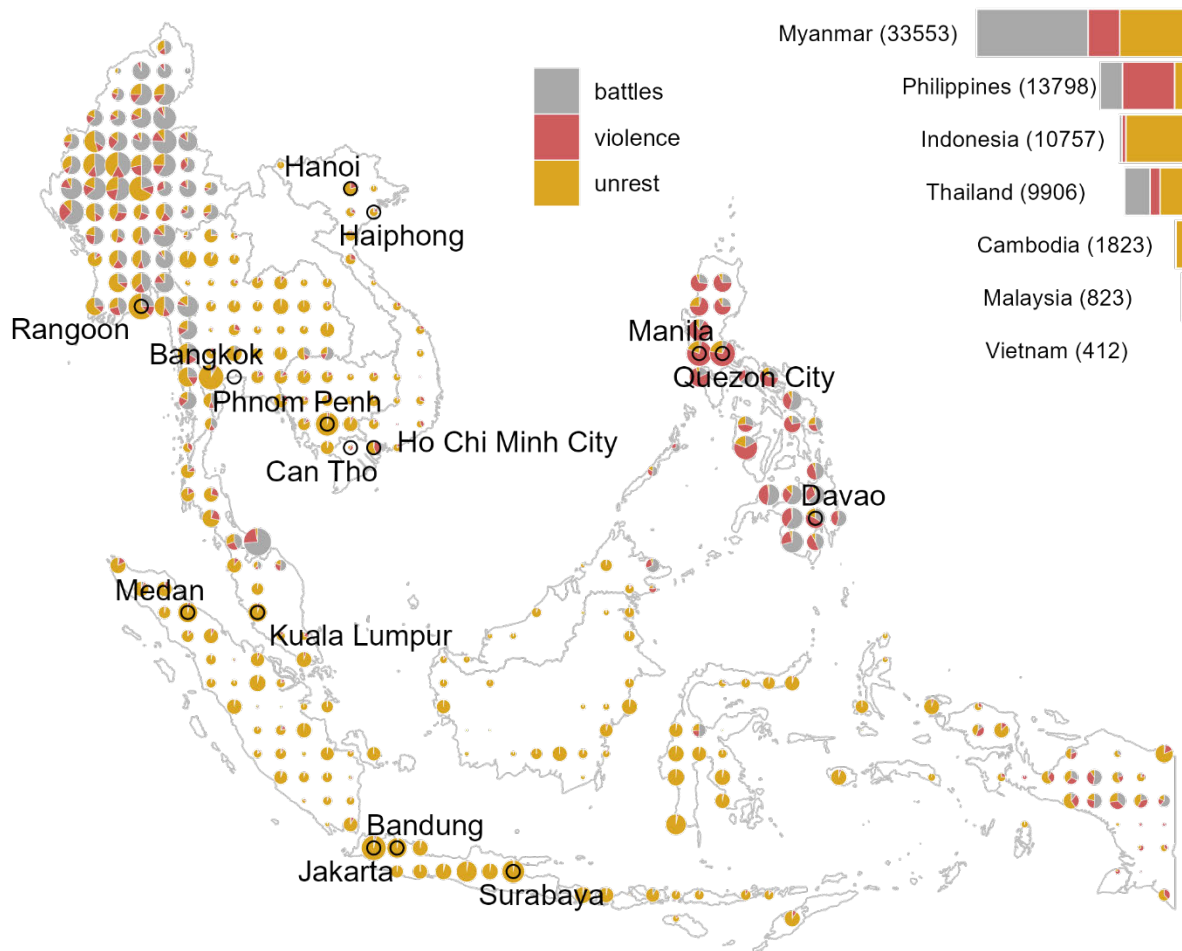 Myanmar (33553)
Philippines (13798)
Indonesia (10757)
Thailand (9906)
Cambodia (1823)
Malaysia (823)
Vietnam (412)
battles
violence
unrest
Hanoi
Haiphong
Rangoon
Bangkok
Phnom Penh
Ho Chi Minh City
Can Tho
Manila
Quezon City
Davao
Medan
Kuala Lumpur
Bandung
Jakarta
Surabaya